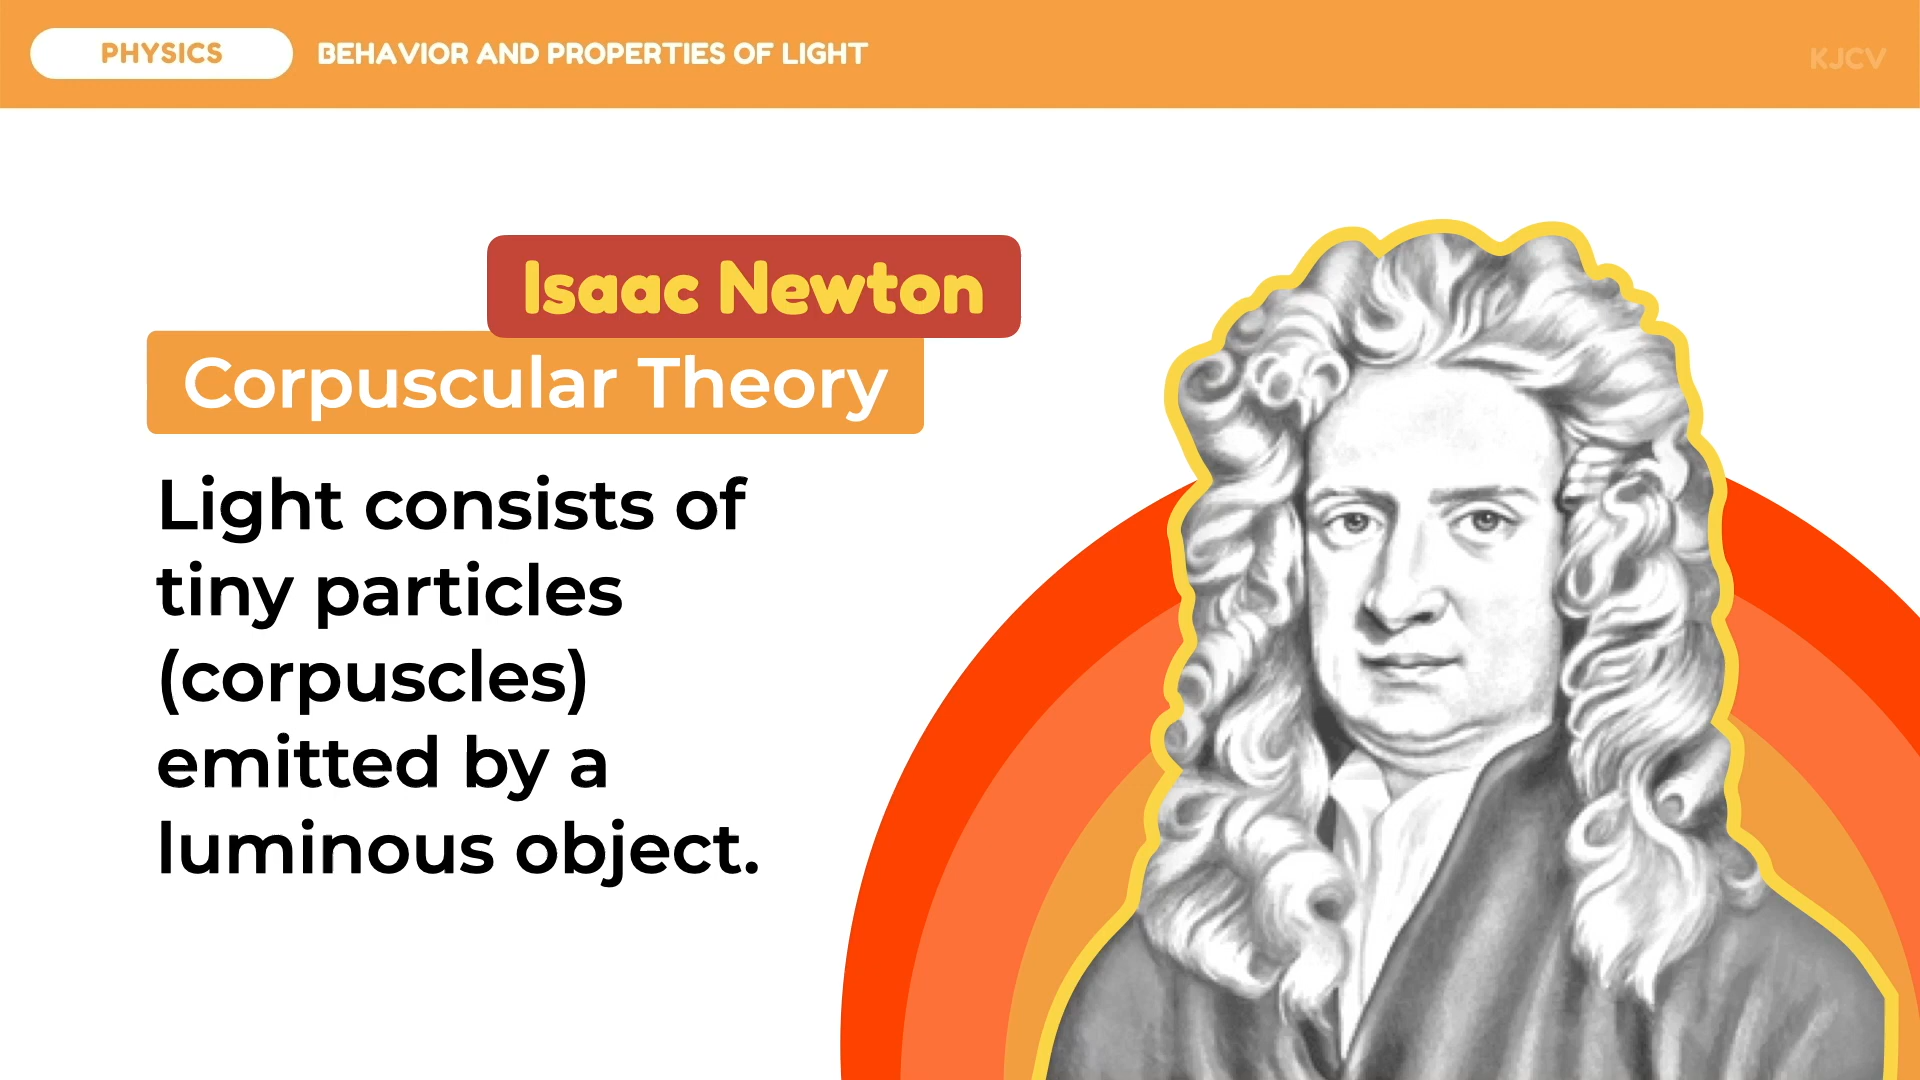 PHYSICS
BEHAVIOR AND PROPERTIES OF LIGHT
KJCV
Isaac Newton
Corpuscular Theory
Light consists of
tiny particles
(corpuscles)
emitted by a
luminous object.